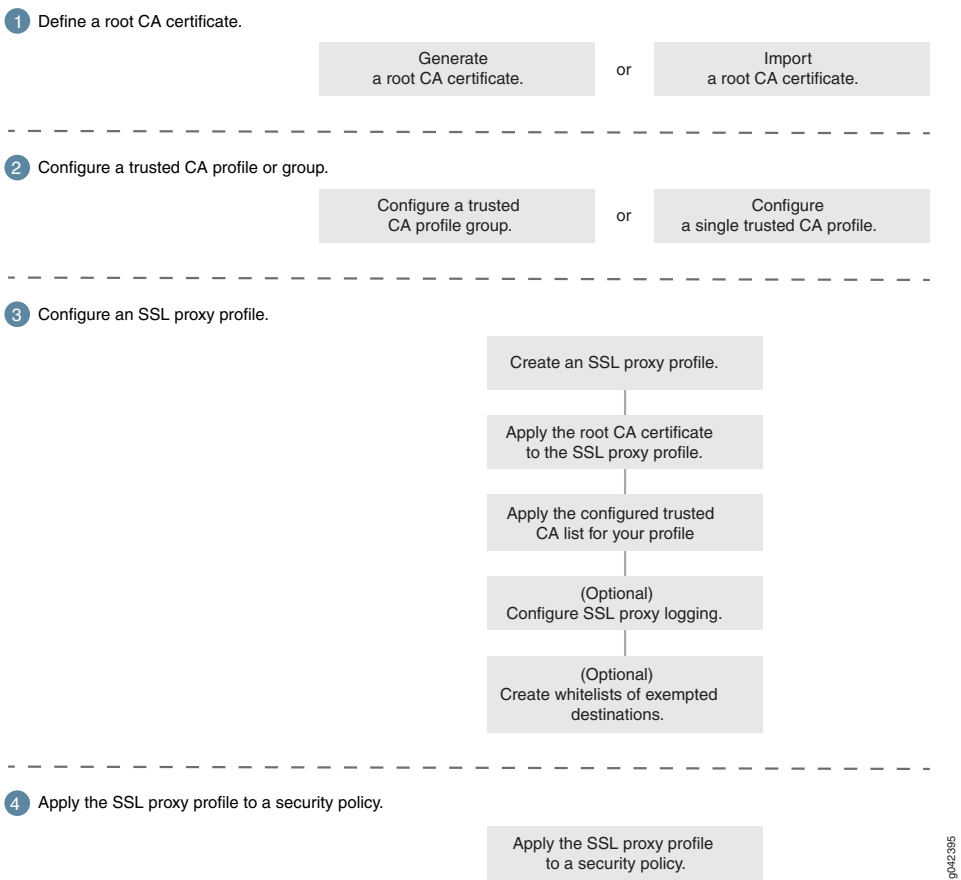 1 Define a root CA certificate.
Generate
a root CA certificate.
or
Import
a root CA certificate.
2 Configure a trusted CA profile or group.
Configure a trusted
CA profile group.
or
Configure
a single trusted CA profile.
3 Configure an SSL proxy profile.
Create an SSL proxy profile.
Apply the root CA certificate
to the SSL proxy profile.
Apply the configured trusted
CA list for your profile
(Optional)
Configure SSL proxy logging.
(Optional)
Create whitelists of exempted
destinations.
4 Apply the SSL proxy profile to a security policy.
Apply the SSL proxy profile
to a security policy.
g042395